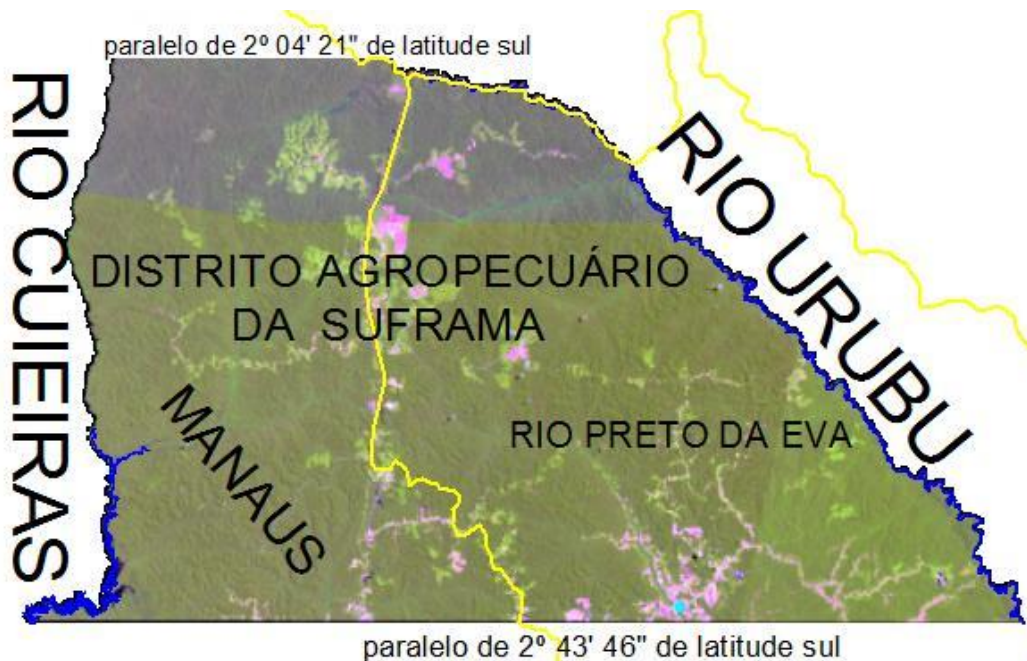 paralelo de 2º 04' 21" de latitude sul
RIO CUIEIRAS
RIO URUBU
DISTRITO AGROPECUÁRIO
DA SUFRAMA
MANAUS
RIO PRETO DA EVA
paralelo de 2º 43' 46" de latitude sul